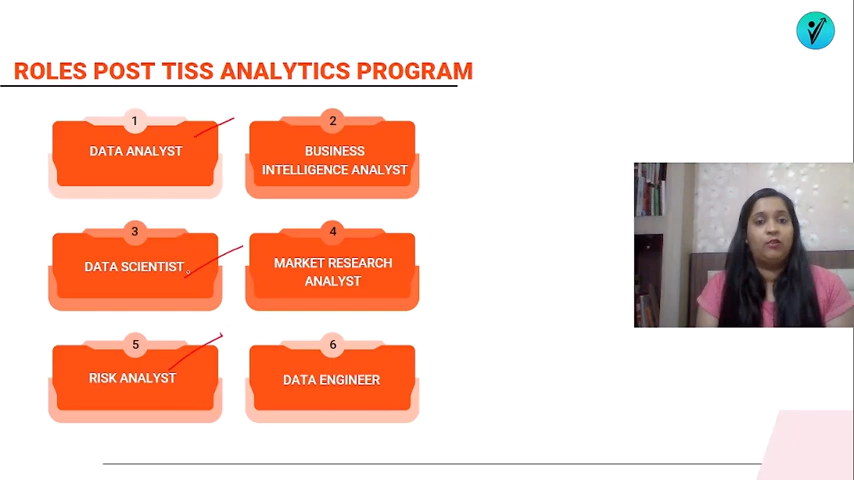 ROLES POST TISS ANALYTICS PROGRAM
1
DATA ANALYST
2
BUSINESS
INTELLIGENCE ANALYST
3
DATA SCIENTIST
4
MARKET RESEARCH
ANALYST
5
RISK ANALYST
6
DATA ENGINEER